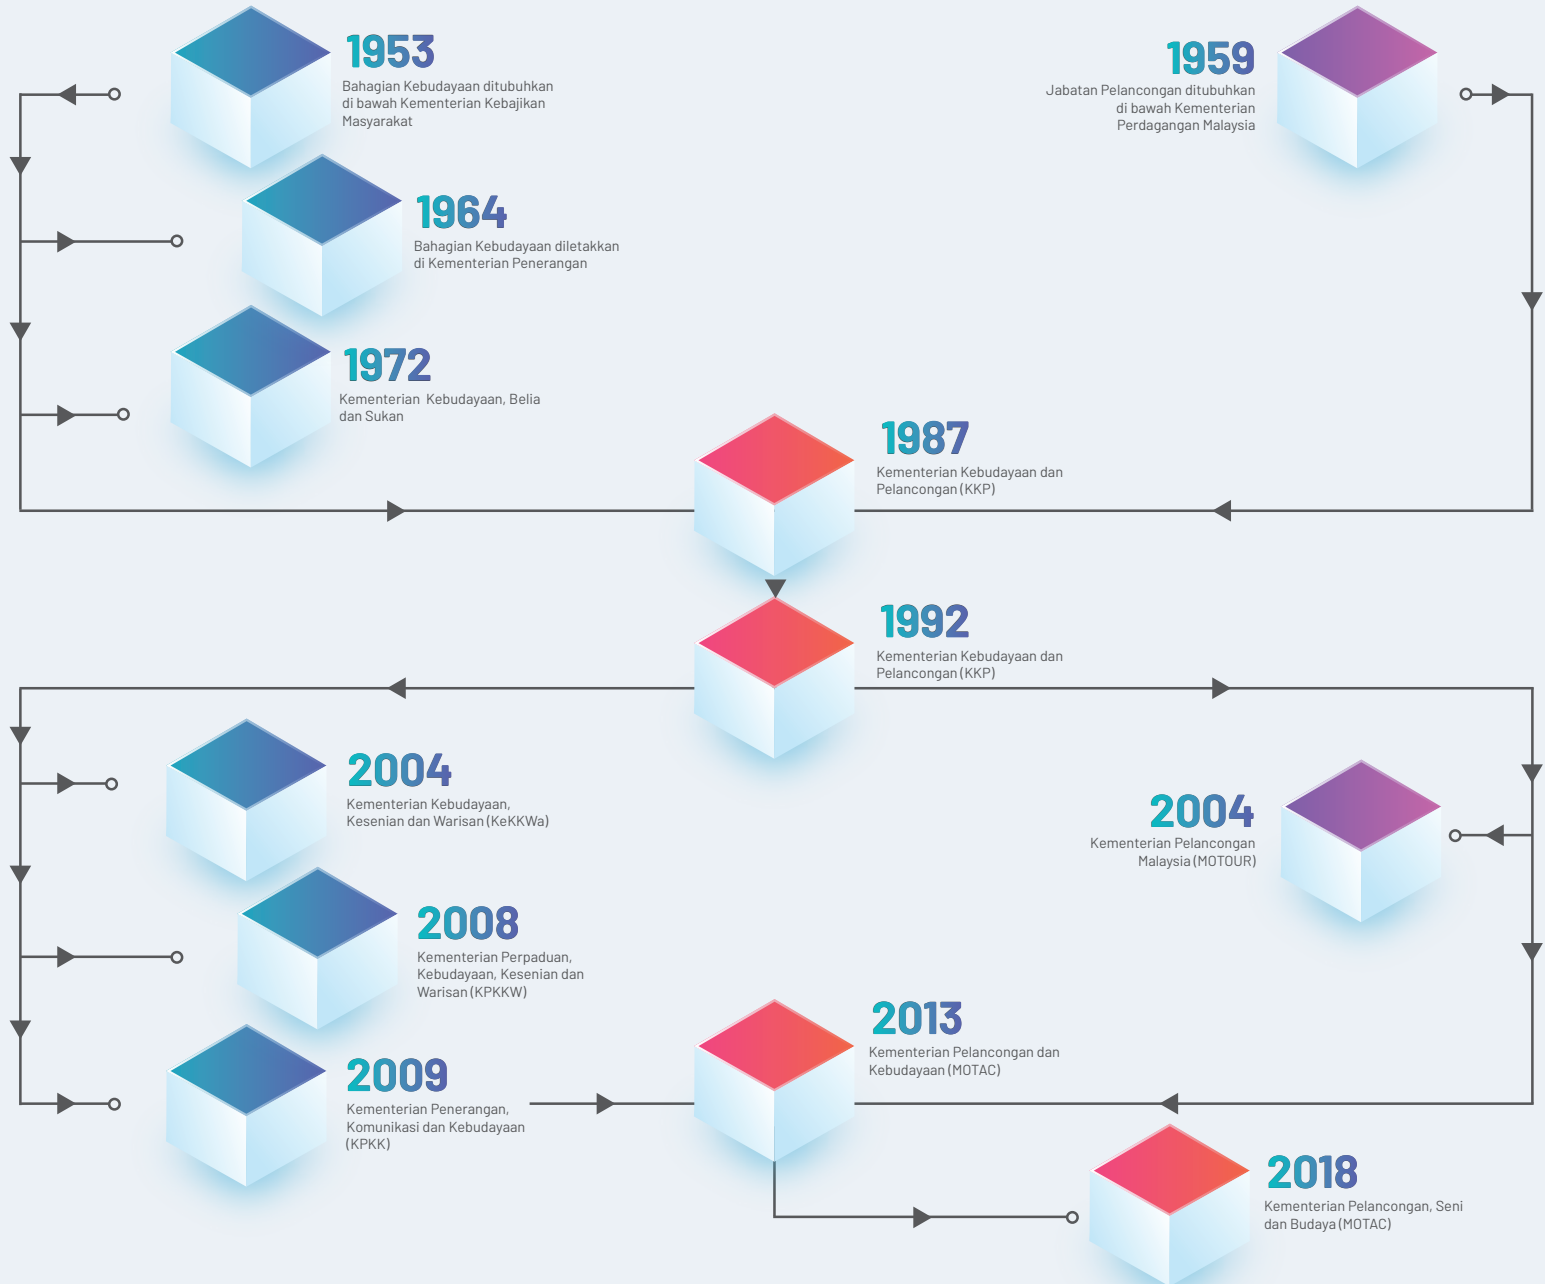 1953
Bahagian Kebudayaan ditubuhkan
di bawah Kementerian Kebajikan
Masyarakat
1959
Jabatan Pelancongan ditubuhkan
di bawah Kementerian
Perdagangan Malaysia
1964
Bahagian Kebudayaan diletakkan
di Kementerian Penerangan
1972
Kementerian Kebudayaan, Belia
dan Sukan
1987
Kementerian Kebudayaan dan
Pelancongan (KKP)
1992
Kementerian Kebudayaan dan
Pelancongan (KKP)
2004
Kementerian Kebudayaan,
Kesenian dan Warisan (KeKKWa)
2004
Kementerian Pelancongan
Malaysia (MOTOUR)
2008
Kementerian Perpaduan,
Kebudayaan, Kesenian dan
Warisan (KPKKW)
2009
Kementerian Penerangan,
Komunikasi dan Kebudayaan
(KPKK)
2013
Kementerian Pelancongan dan
Kebudayaan (MOTAC)
2018
Kementerian Pelancongan, Seni
dan Budaya (MOTAC)